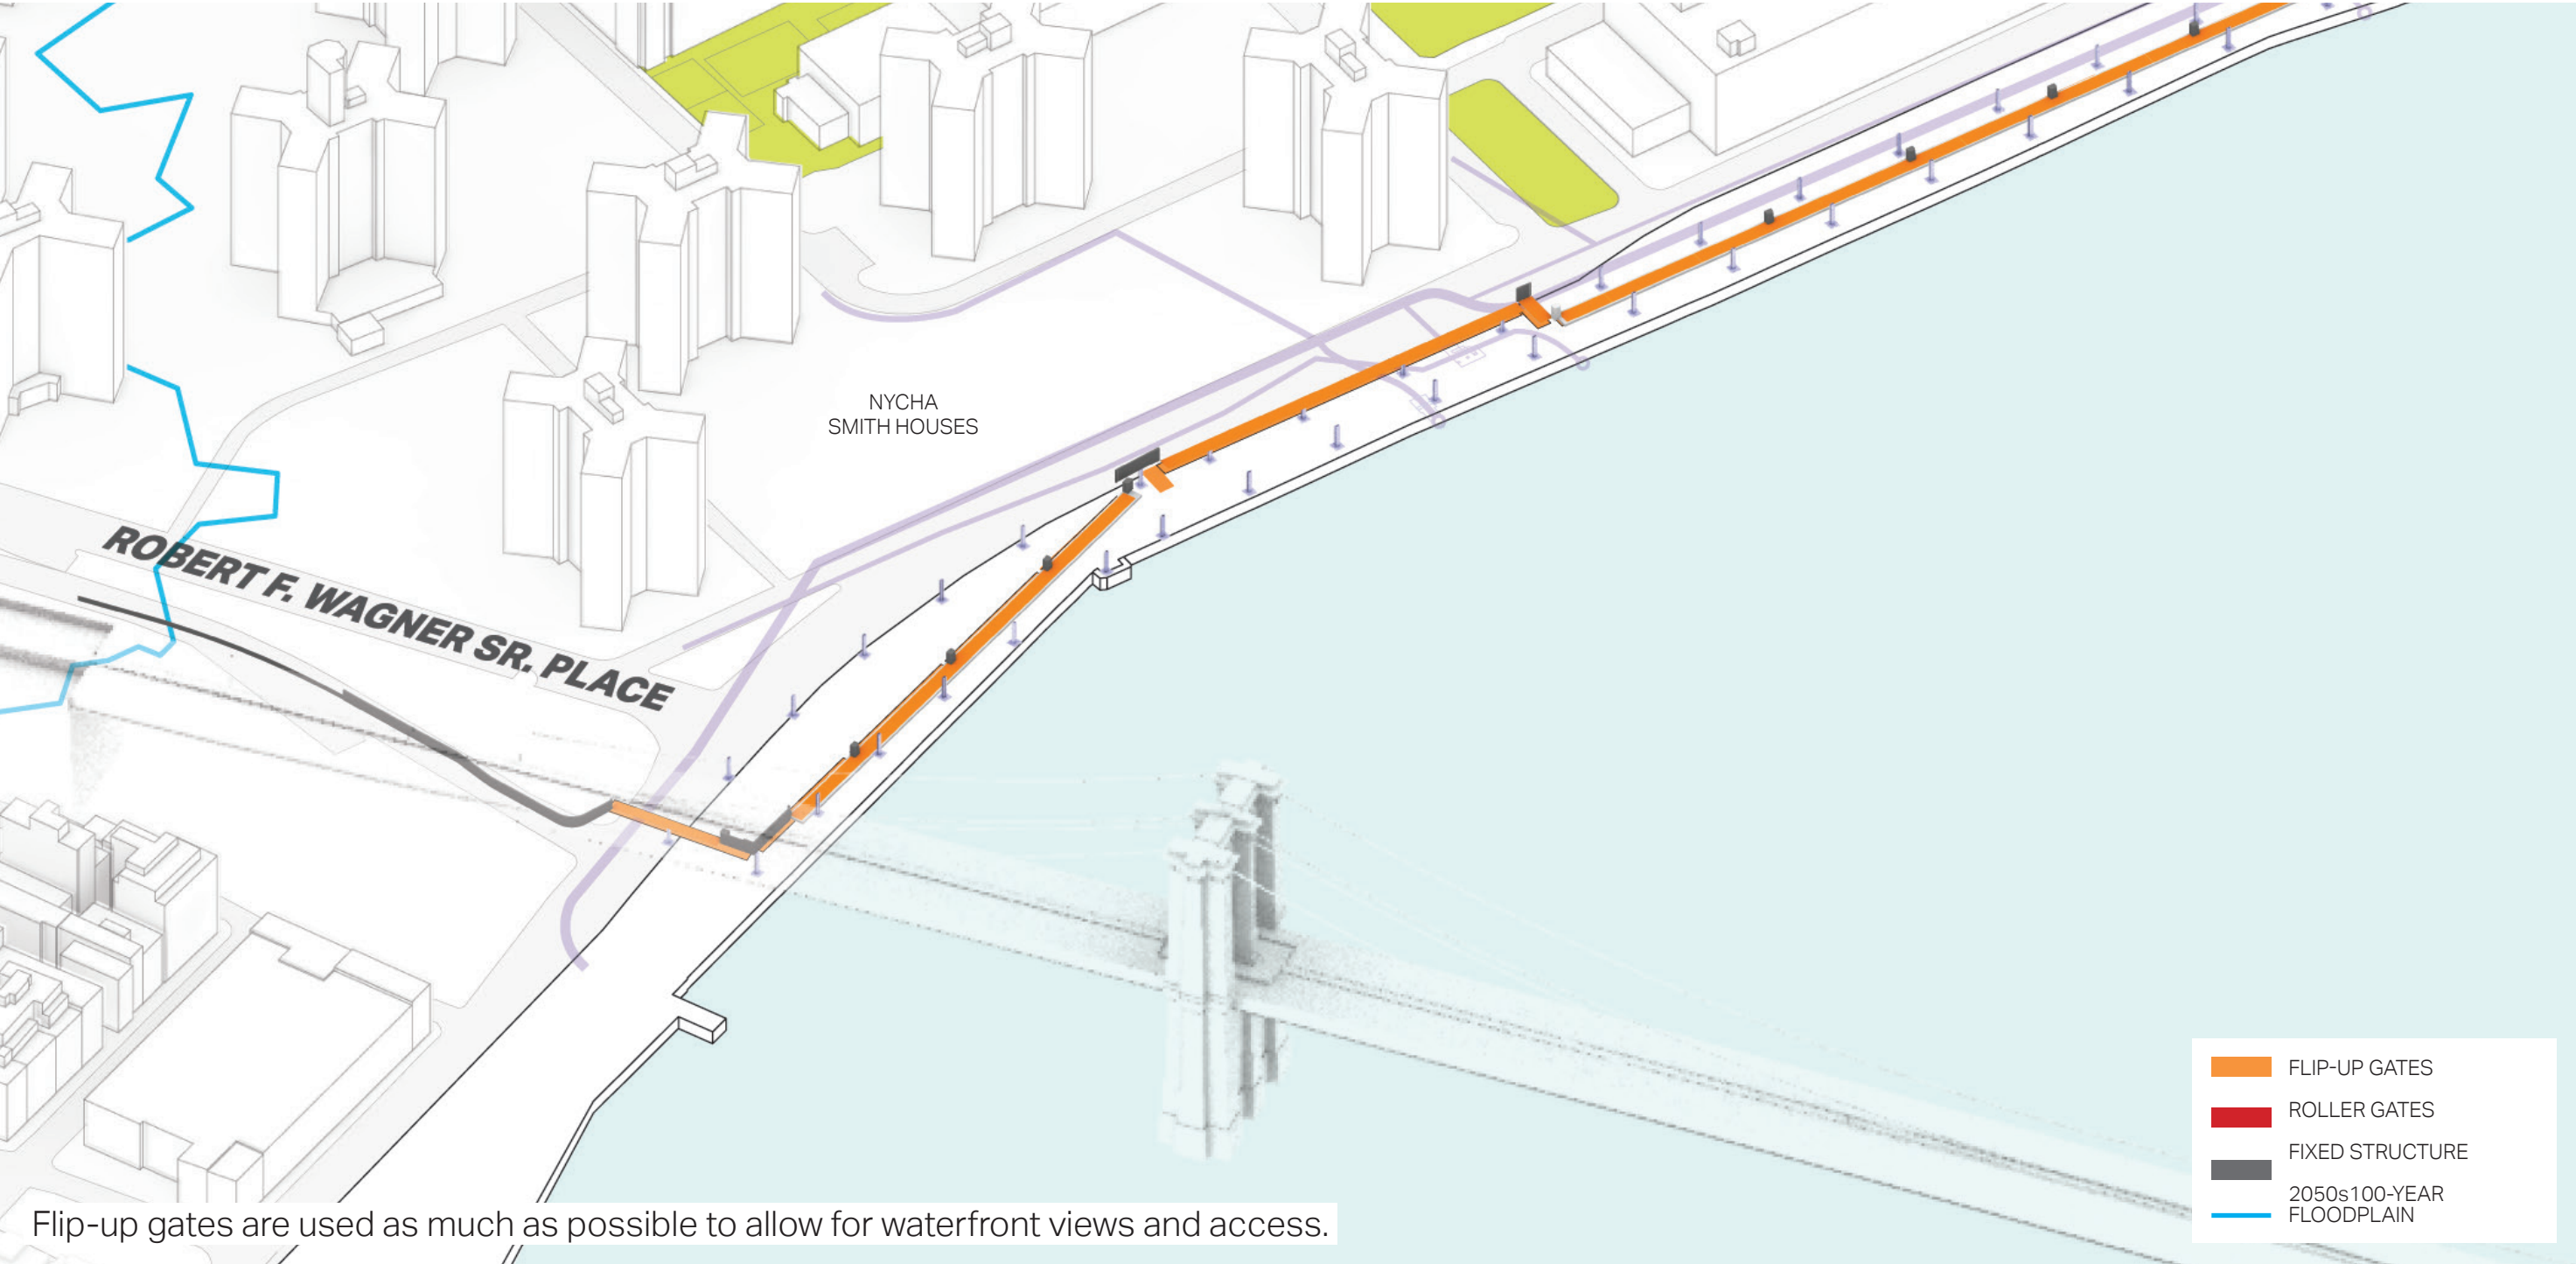 NYCHA
SMITH HOUSES
ROBERT F. WAGNER SR. PLACE
FLIP-UP GATES
ROLLER GATES
FIXED STRUCTURE
2050s100-YEAR
FLOODPLAIN
Flip-up gates are used as much as possible to allow for waterfront views and access.